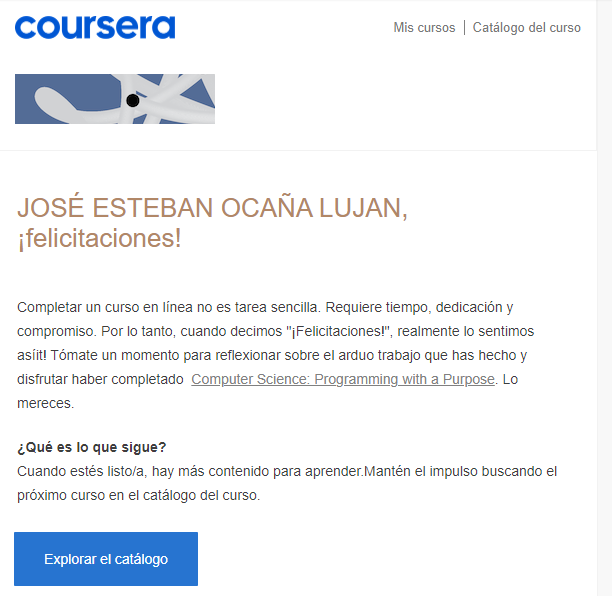 coursera
Mis cursos | Catálogo del curso
JOSÉ ESTEBAN OCAÑA LUJAN,
¡felicitaciones!
Completar un curso en línea no es tarea sencilla. Requiere tiempo, dedicación y
compromiso. Por lo tanto, cuando decimos "¡Felicitaciones!", realmente lo sentimos
asíit! Tómate un momento para reflexionar sobre el arduo trabajo que has hecho y
disfrutar haber completado Computer Science: Programming with a Purpose. Lo
mereces.
¿Qué es lo que sigue?
Cuando estés listo/a, hay más contenido para aprender.Mantén el impulso buscando el
próximo curso en el catálogo del curso.
Explorar el catálogo